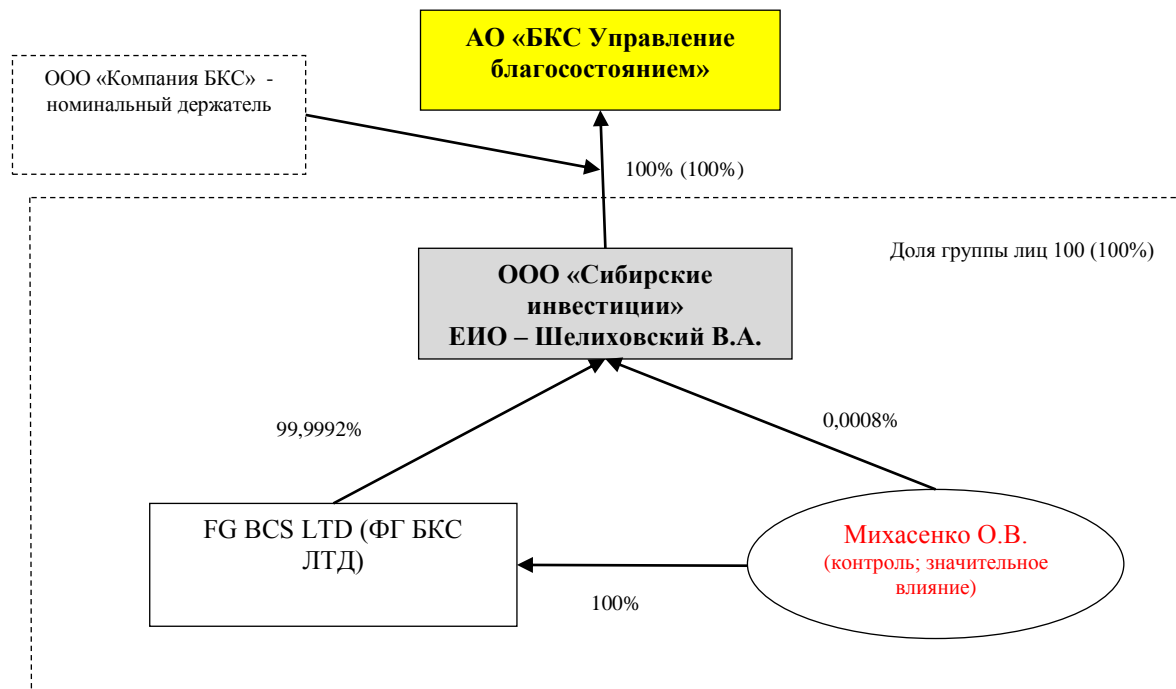 АО «БКС Управление
благосостоянием»
ООО «Компания БКС» -
номинальный держатель
100% (100%)
Доля группы лиц 100 (100%)
ООО «Сибирские
инвестиции»
ЕИО – Шелиховский В.А.
99,9992%
0,0008%
FG BCS LTD (ФГ БКС
ЛТД)
Михасенко О.В.
(контроль; значительное
влияние)
100%